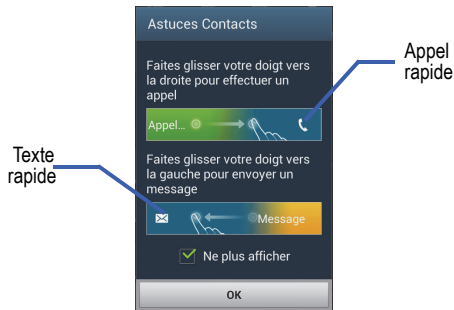 Astuces Contacts
Faites glisser votre doigt vers
la droite pour effectuer un
appel
Appel...
Appel
rapide
Faites glisser votre doigt vers
la gauche pour envoyer un
message
Texte
rapide
Message
Ne plus afficher
OK